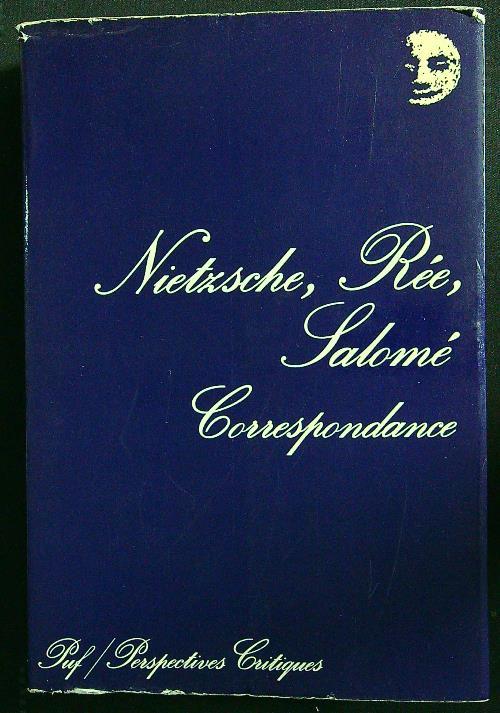 Nietzsche, Rée,
Salomé
Correspondance
Puf / Perspectives Critiques